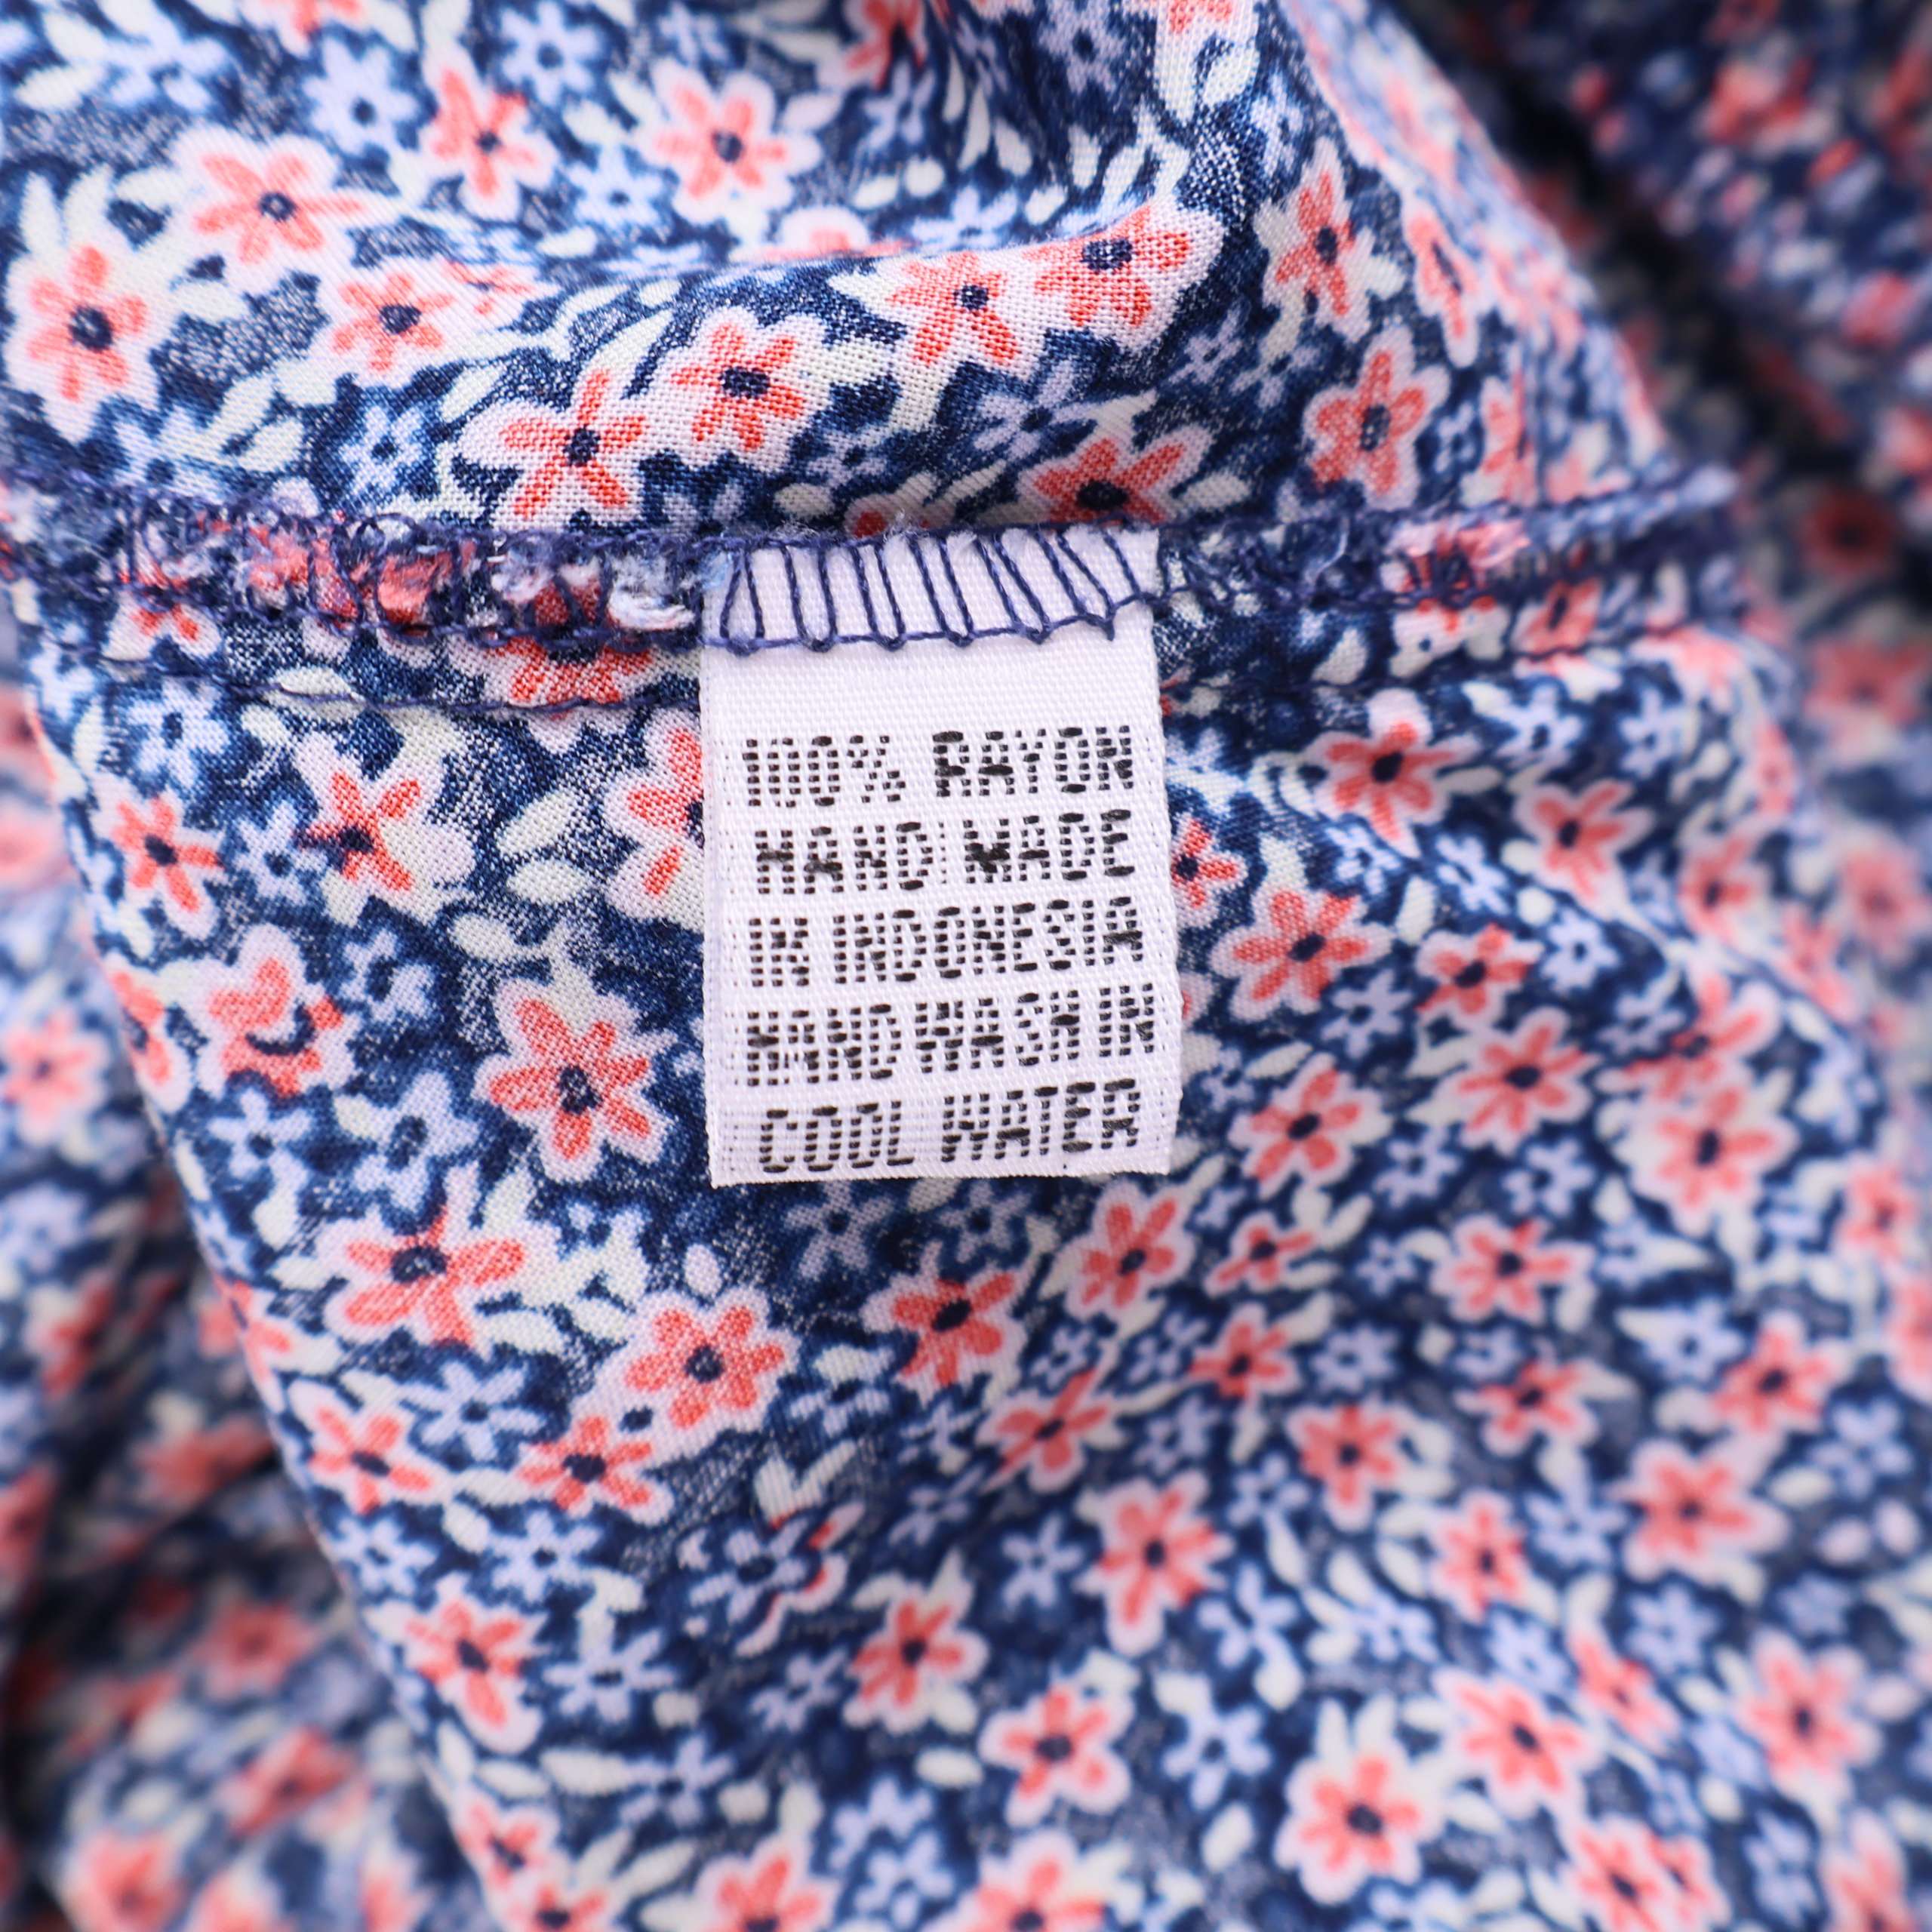 100% RAYON
HAND MADE
IN INDONESIA
HAND WASH IN
COOL WATER